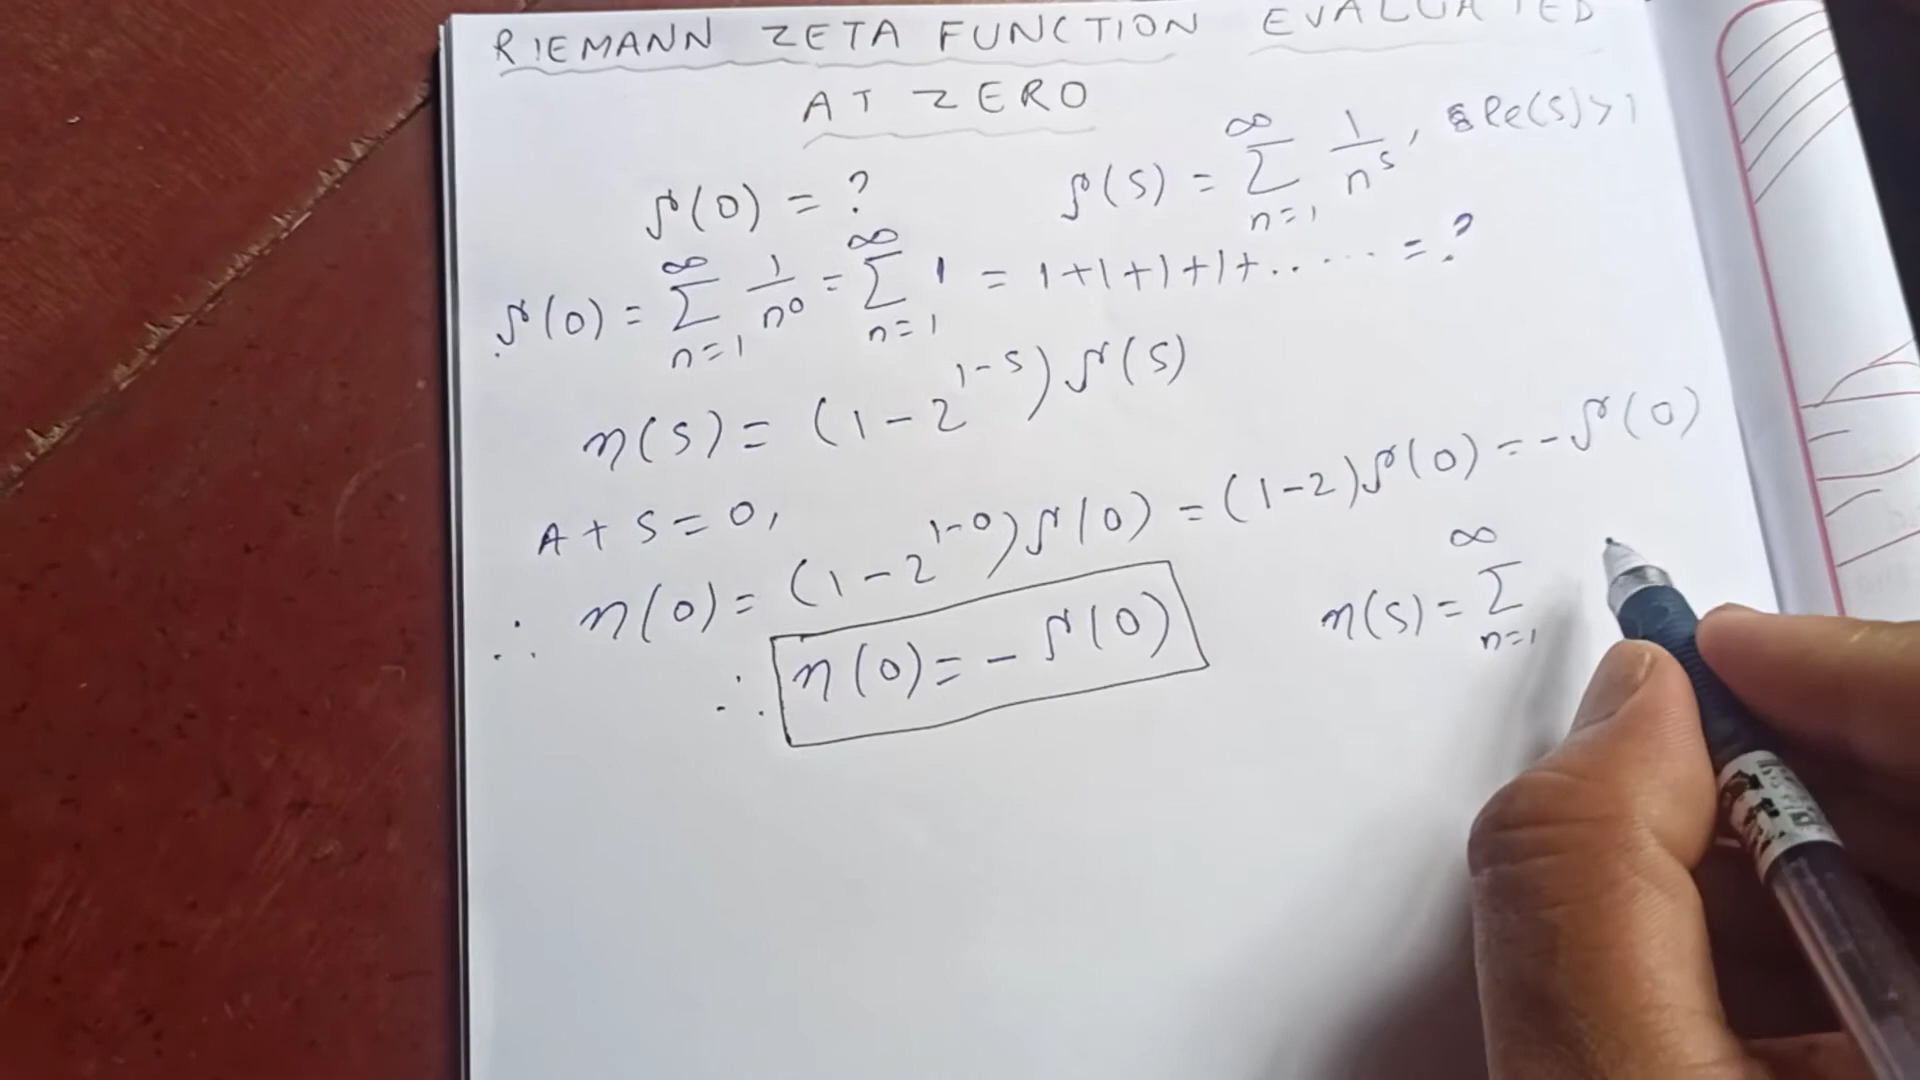 RIEMANN ZETA FUNCTION EVALUATED
AT ZERO
ζ(0) = ?
ζ(s) = ∞ ∑ n=1 1/n^s , Re(s)>1
ζ(0) = ∞ ∑ n=1 1/n^0 = ∞ ∑ n=1 1 = 1+1+1+1+....... = ?
η(s) = (1-2^(1-s)) ζ(s)
At s=0,
∴ η(0) = (1-2^(1-0)) ζ(0) = (1-2) ζ(0) = -ζ(0)
∴ η(0) = - ζ(0)
η(s) = ∞ ∑ n=1